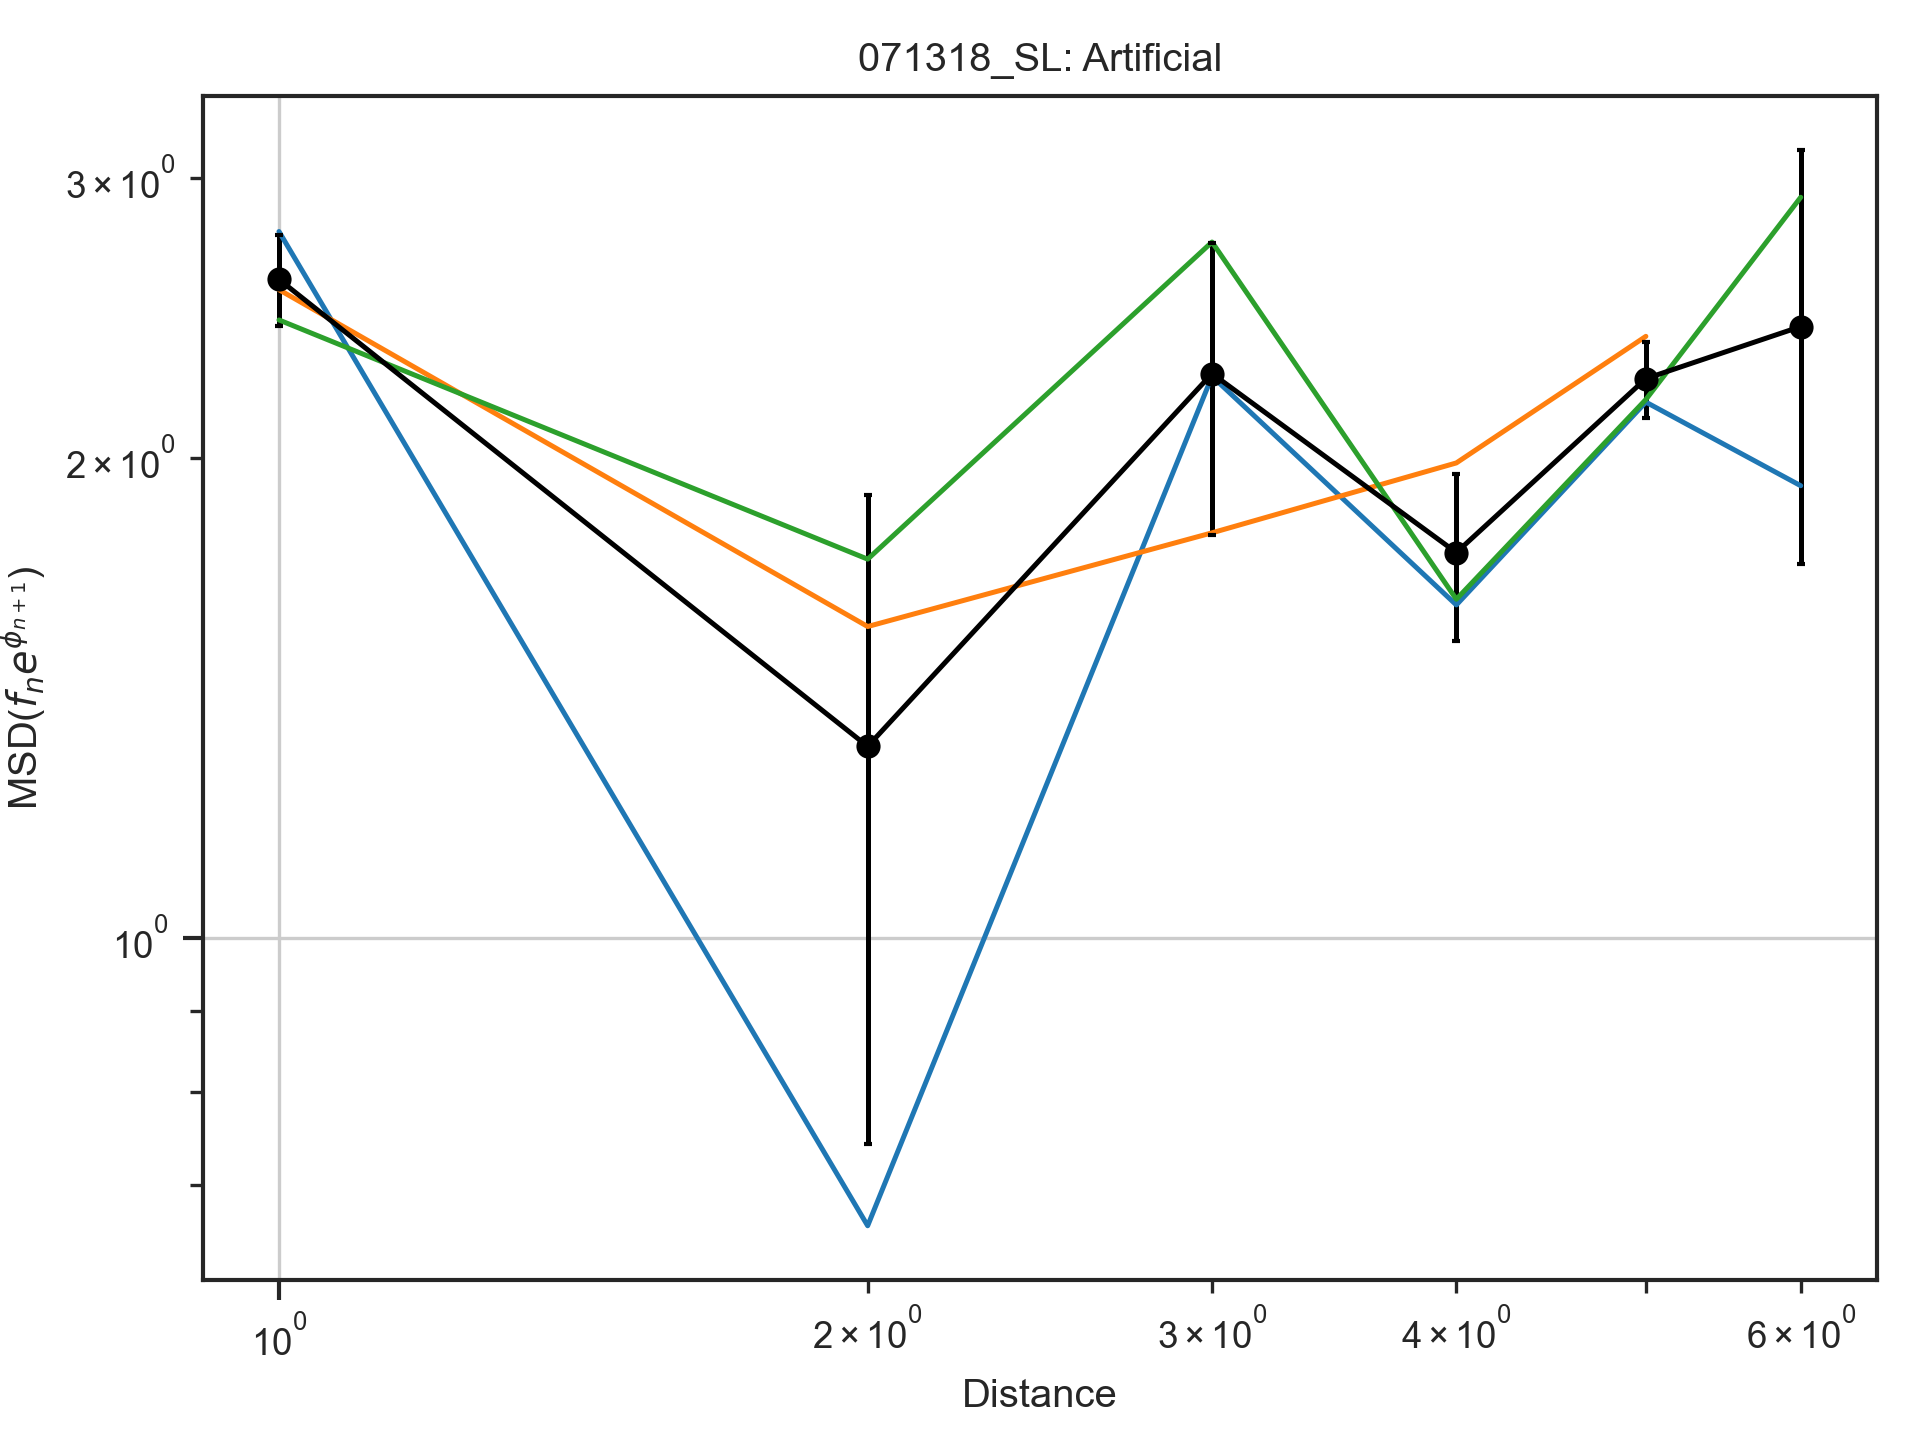 071318_SL: Artificial
3 × 10⁰
2 × 10⁰
10⁰
MSD(fₙe^ϕₙ₊₁)
10⁰
2 × 10⁰
3 × 10⁰
4 × 10⁰
6 × 10⁰
Distance